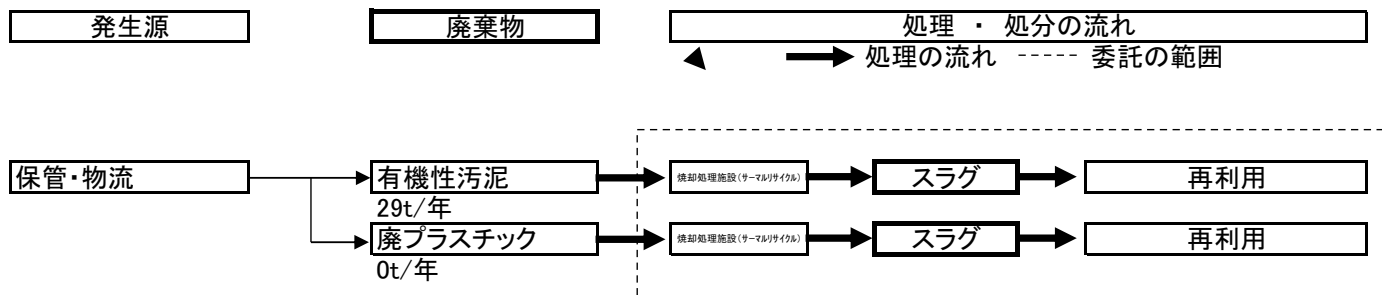 発生源 廃棄物 処理 ・ 処分の流れ
処理の流れ ----- 委託の範囲
保管・物流 有機性汚泥 焼却処理施設(サーマルリサイクル) スラグ 再利用
29t/年
廃プラスチック 焼却処理施設(サーマルリサイクル) スラグ 再利用
0t/年